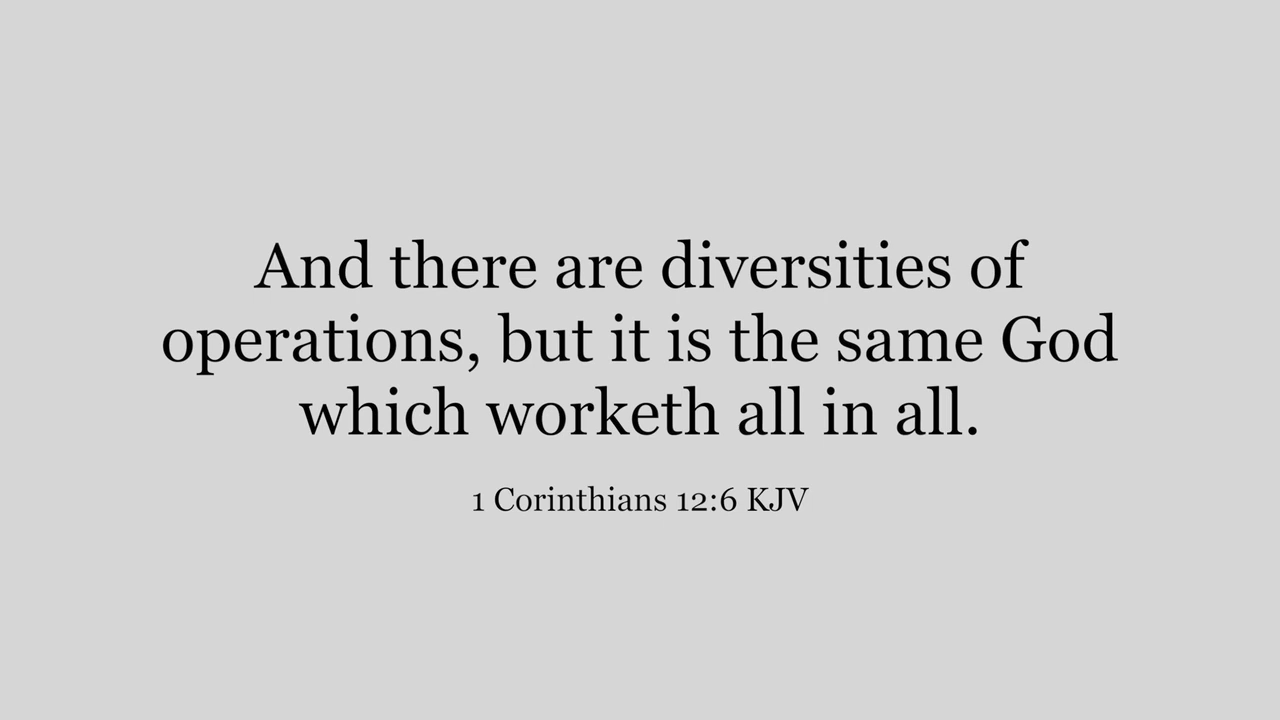 And there are diversities of
operations, but it is the same God
which worketh all in all.
1 Corinthians 12:6 KJV